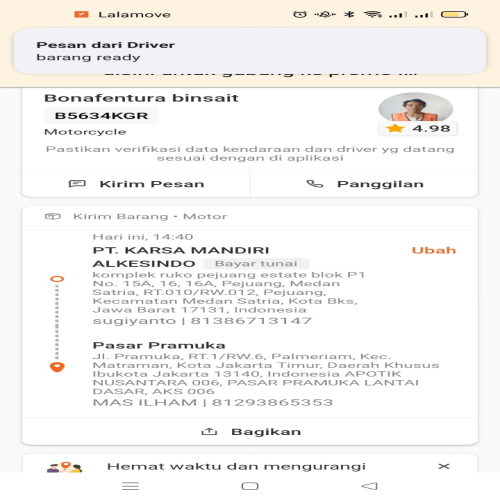 Lalamove
Pesan dari Driver
barang ready
Bonafentura binsait
B5634KGR
Motorcycle
4.98
Pastikan verifikasi data kendaraan dan driver yg datang
sesuai dengan di aplikasi
Kirim Pesan
Panggilan
Kirim Barang • Motor
Hari ini, 14:40
PT. KARSA MANDIRI
Ubah
ALKESINDO Bayar tunai
komplek ruko pejuang estate blok P1
No. 15A, 16, 16A, Pejuang, Medan
Satria, RT.010/RW.012, Pejuang,
Kecamatan Medan Satria, Kota Bks,
Jawa Barat 17131, Indonesia
sugiyanto | 81386713147
Pasar Pramuka
Jl. Pramuka, RT.1/RW.6, Palmeriam, Kec.
Matraman, Kota Jakarta Timur, Daerah Khusus
Ibukota Jakarta 13140, Indonesia APOTIK
NUSANTARA 006, PASAR PRAMUKA LANTAI
DASAR, AKS 006
MAS ILHAM | 81293865353
Bagikan
Hemat waktu dan mengurangi